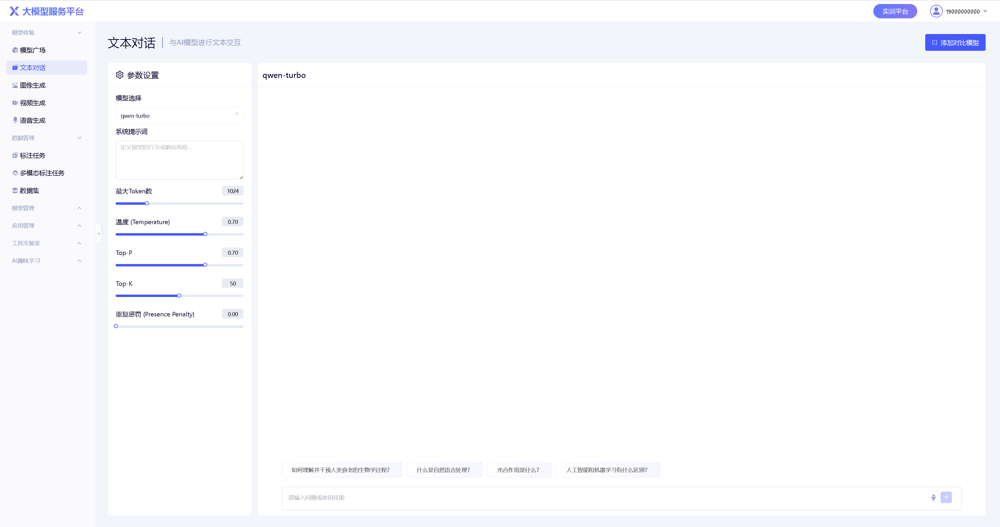 大模型服务平台
实训平台
19000000000
模型体验
模型广场
文本对话
图像生成
视频生成
语音生成
数据管理
标注任务
多模态标注任务
数据集
模型管理
应用管理
工具实验室
AI趣味学习
文本对话
与AI模型进行文本交互
添加对比模型
参数设置
模型选择
qwen-turbo
系统提示词
定义模型的行为或响应风格...
最大Token数 1024
温度 (Temperature) 0.70
Top-P 0.70
Top-K 50
重复惩罚 (Presence Penalty) 0.00
qwen-turbo
如何理解并干预人类衰老的生物学过程?
什么是自然语言处理?
光合作用是什么?
人工智能和机器学习有什么区别?
请输入问题或使用技能